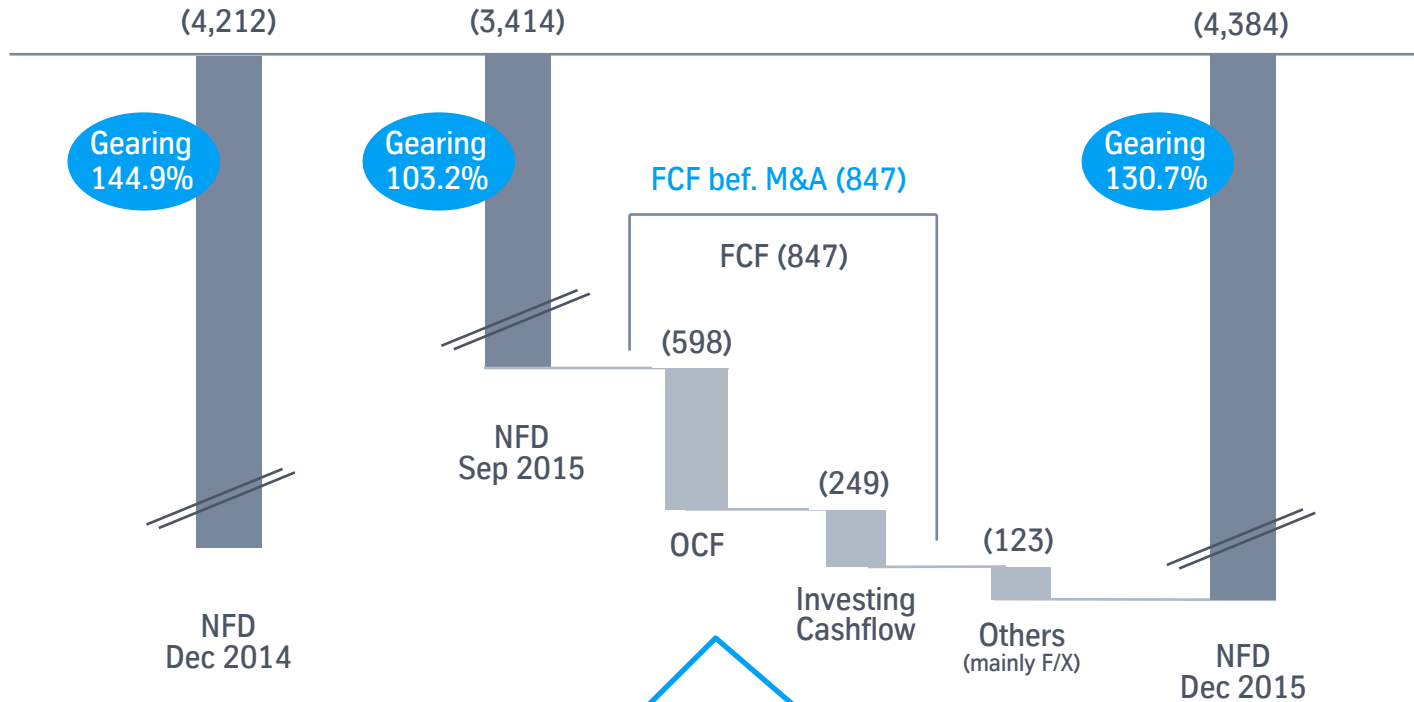 (4,212)
(3,414)
(4,384)
Gearing
144.9%
Gearing
103.2%
Gearing
130.7%
FCF bef. M&A (847)
FCF (847)
(598)
NFD
Sep 2015
(249)
OCF
(123)
Investing
Cashflow
Others
(mainly F/X)
NFD
Dec 2014
NFD
Dec 2015